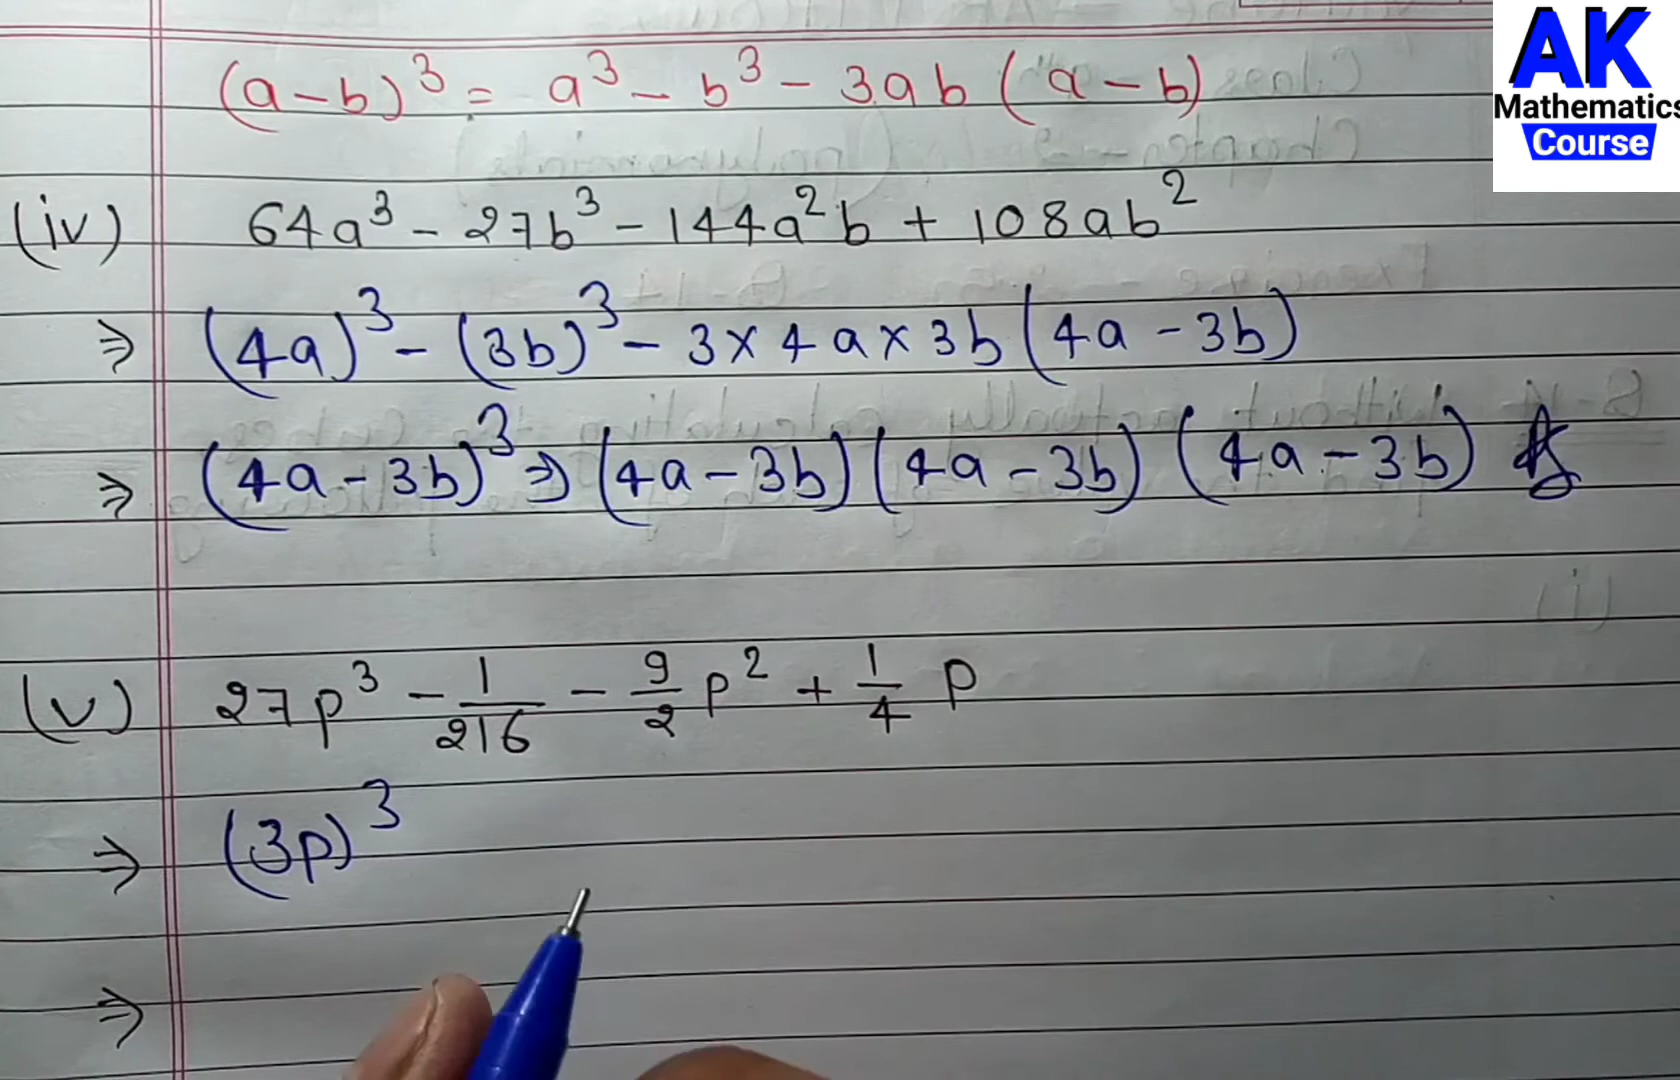 AK
Mathematics
Course
(a-b)³ = a³ - b³ - 3ab (a-b)
(iv) 64a³ - 27b³ - 144a²b + 108ab²
⇒ (4a)³ - (3b)³ - 3×4a×3b(4a-3b)
⇒ (4a-3b)³ ⇒ (4a-3b)(4a-3b)(4a-3b)
(v) 27p³ - 1/216 - 9/2 p² + 1/4 p
⇒ (3p)³
⇒